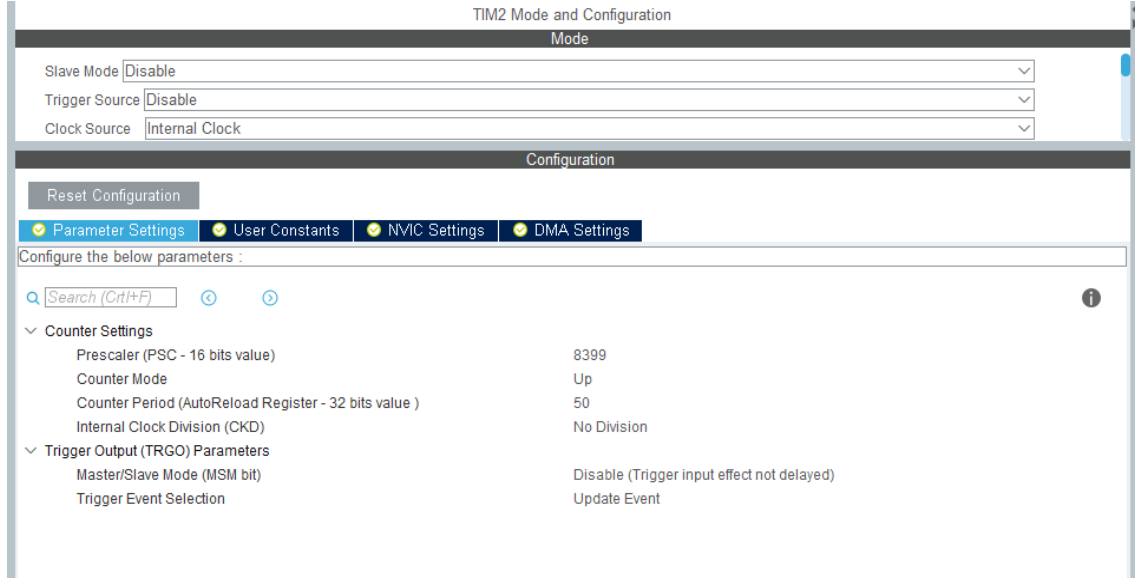 TIM2 Mode and Configuration
Mode
Slave Mode Disable
Trigger Source Disable
Clock Source Internal Clock
Configuration
Reset Configuration
Parameter Settings User Constants NVIC Settings DMA Settings
Configure the below parameters :
Search (Crtl+F)
Counter Settings
Prescaler (PSC - 16 bits value) 8399
Counter Mode Up
Counter Period (AutoReload Register - 32 bits value ) 50
Internal Clock Division (CKD) No Division
Trigger Output (TRGO) Parameters
Master/Slave Mode (MSM bit) Disable (Trigger input effect not delayed)
Trigger Event Selection Update Event